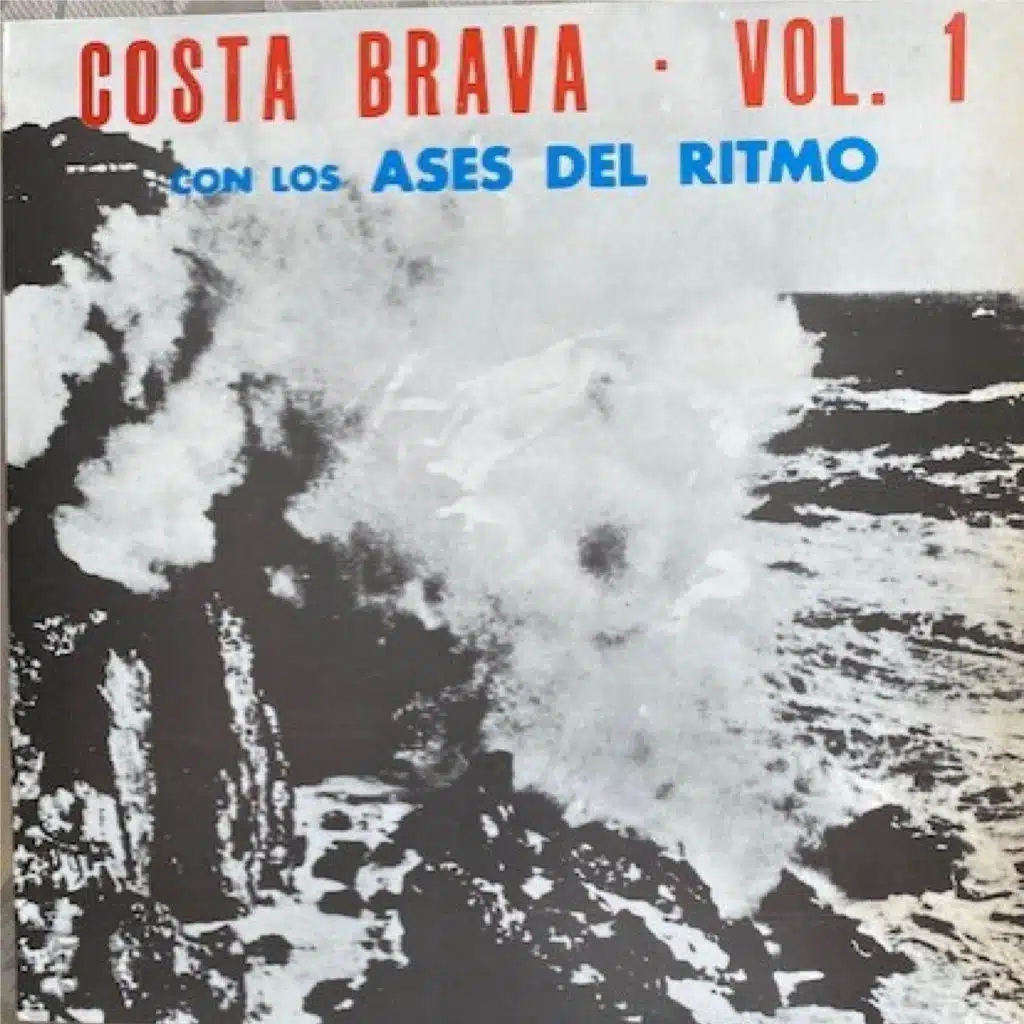 COSTA BRAVA · VOL. 1
CON LOS ASES DEL RITMO